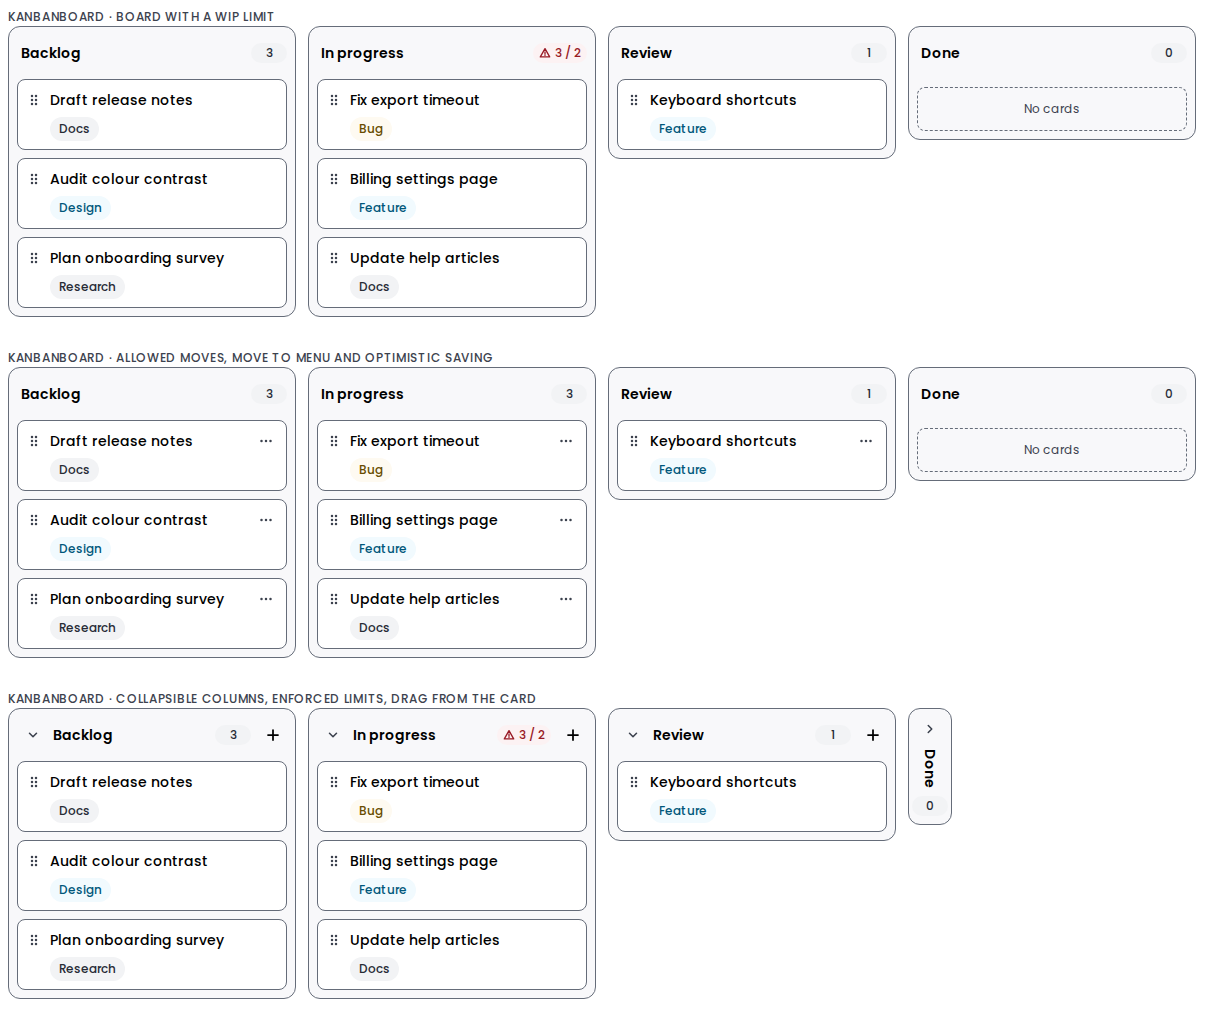 KANBANBOARD · BOARD WITH A WIP LIMIT
Backlog 3
Draft release notes
Docs
Audit colour contrast
Design
Plan onboarding survey
Research
In progress 3 / 2
Fix export timeout
Bug
Billing settings page
Feature
Update help articles
Docs
Review 1
Keyboard shortcuts
Feature
Done 0
No cards
KANBANBOARD · ALLOWED MOVES, MOVE TO MENU AND OPTIMISTIC SAVING
Backlog 3
Draft release notes
Docs
Audit colour contrast
Design
Plan onboarding survey
Research
In progress 3
Fix export timeout
Bug
Billing settings page
Feature
Update help articles
Docs
Review 1
Keyboard shortcuts
Feature
Done 0
No cards
KANBANBOARD · COLLAPSIBLE COLUMNS, ENFORCED LIMITS, DRAG FROM THE CARD
Backlog 3
Draft release notes
Docs
Audit colour contrast
Design
Plan onboarding survey
Research
In progress 3 / 2
Fix export timeout
Bug
Billing settings page
Feature
Update help articles
Docs
Review 1
Keyboard shortcuts
Feature
Done
0